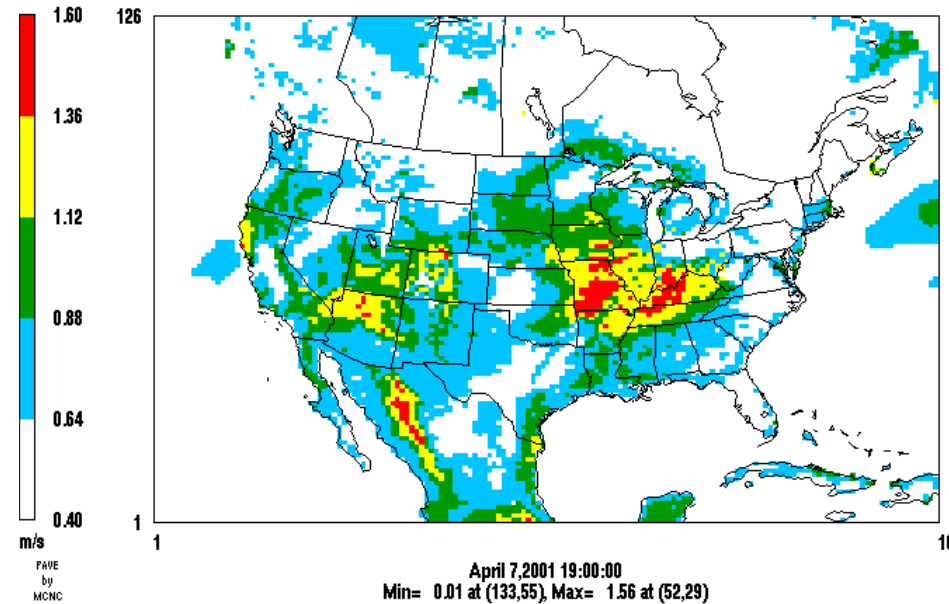 1.60
1.36
1.12
0.88
0.64
0.40
m/s
PAVE
by
MCNC
126
1
1
April 7,2001 19:00:00
Min= 0.01 at (133,55), Max= 1.56 at (52,29)